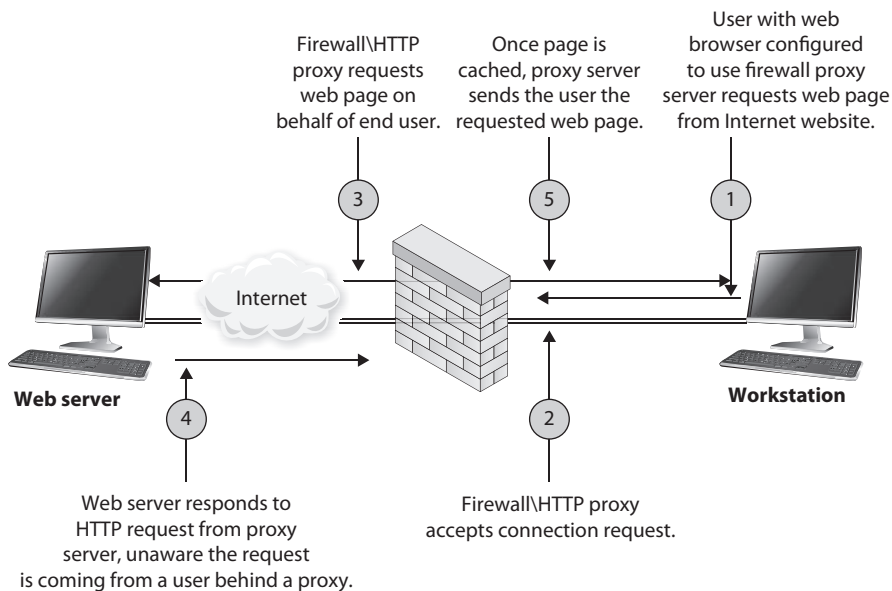 Firewall\HTTP
proxy requests
web page on
behalf of end user.
Once page is
cached, proxy server
sends the user the
requested web page.
User with web
browser configured
to use firewall proxy
server requests web page
from Internet website.
3
5
1
Internet
Web server
Workstation
4
2
Web server responds to
HTTP request from proxy
server, unaware the request
is coming from a user behind a proxy.
Firewall\HTTP proxy
accepts connection request.